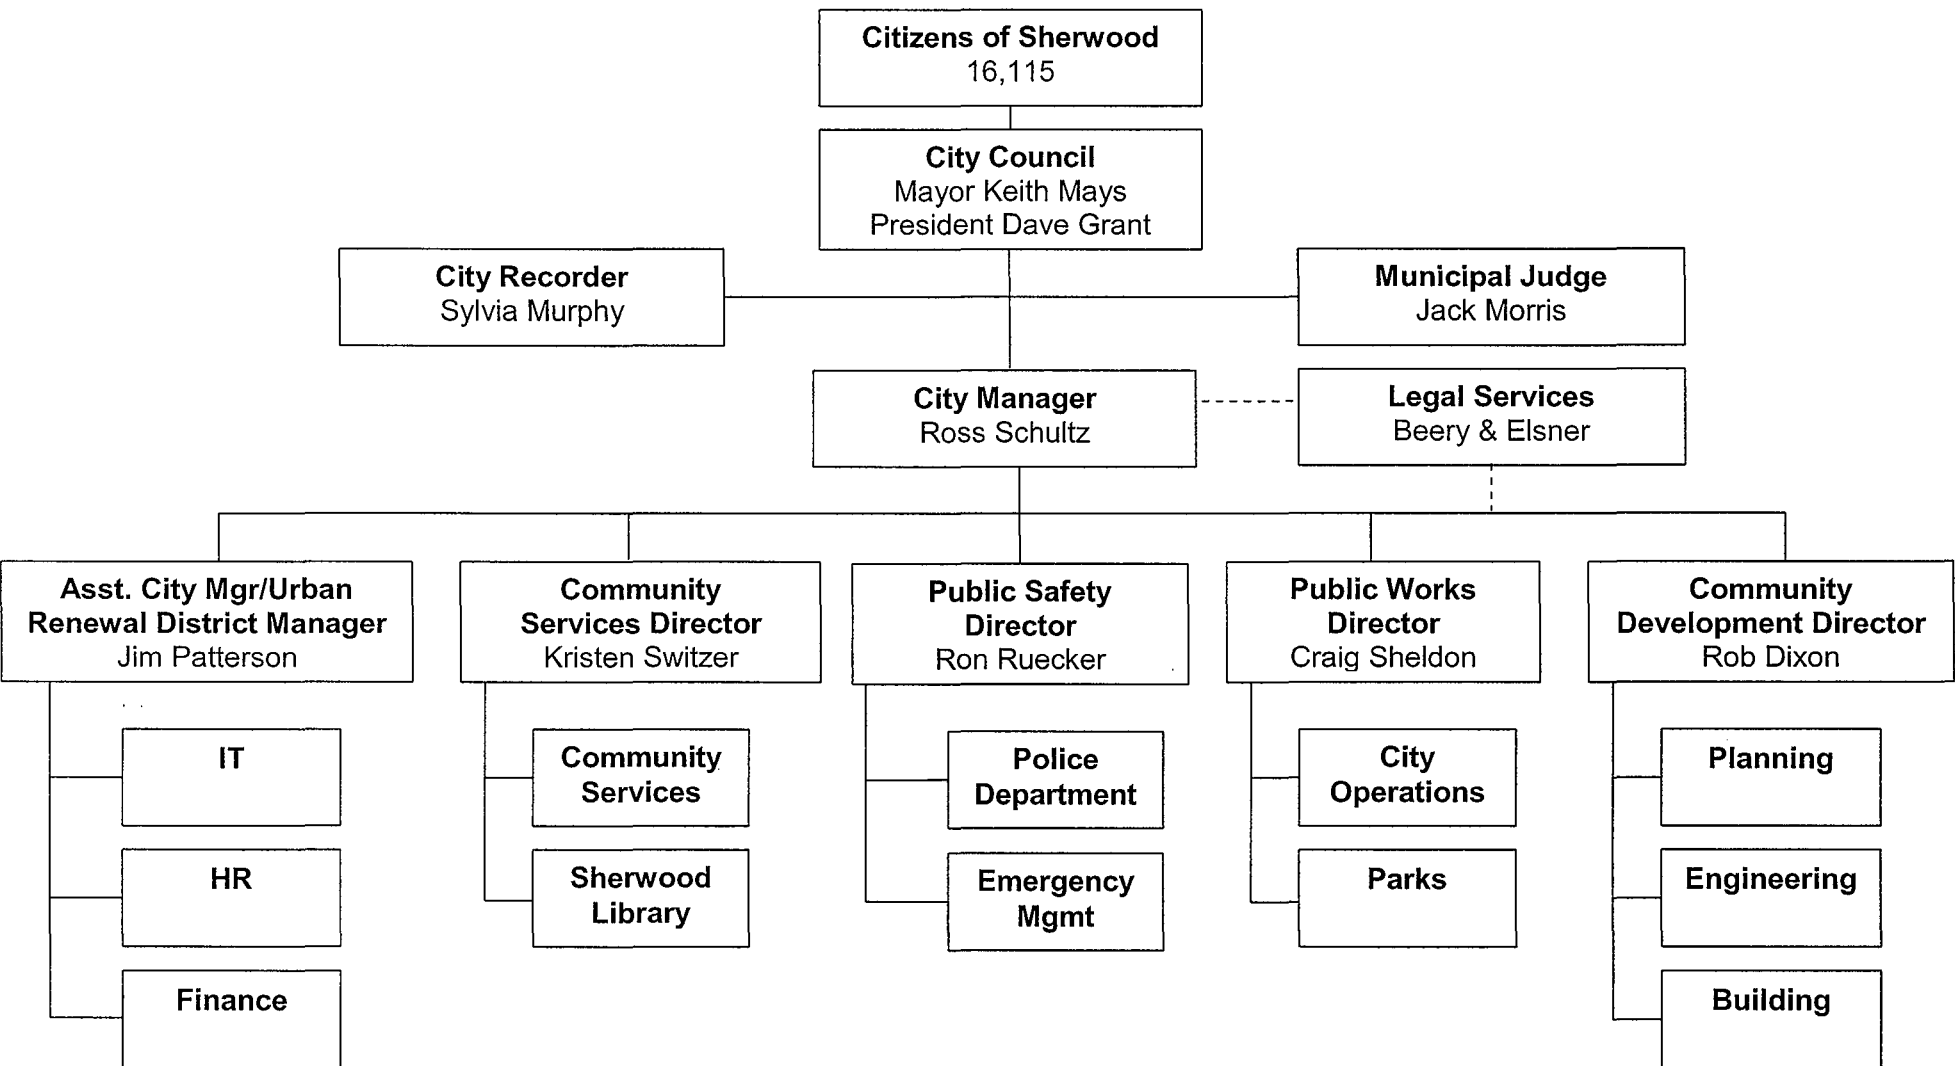 Citizens of Sherwood
16,115
City Council
Mayor Keith Mays
President Dave Grant
City Recorder
Sylvia Murphy
Municipal Judge
Jack Morris
City Manager
Ross Schultz
Legal Services
Beery & Elsner
Asst. City Mgr/Urban
Renewal District Manager
Jim Patterson
Community
Services Director
Kristen Switzer
Public Safety
Director
Ron Ruecker
Public Works
Director
Craig Sheldon
Community
Development Director
Rob Dixon
IT
HR
Finance
Community
Services
Sherwood
Library
Police
Department
Emergency
Mgmt
City
Operations
Parks
Planning
Engineering
Building